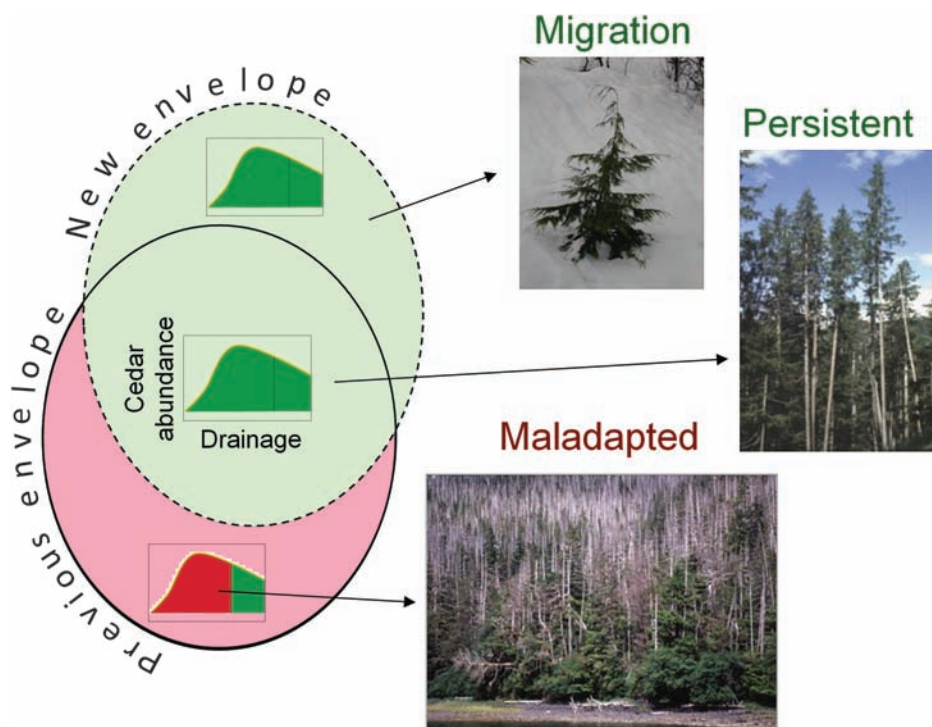 Migration
Persistent
New envelope
Previous envelope
Cedar
abundance
Drainage
Maladapted